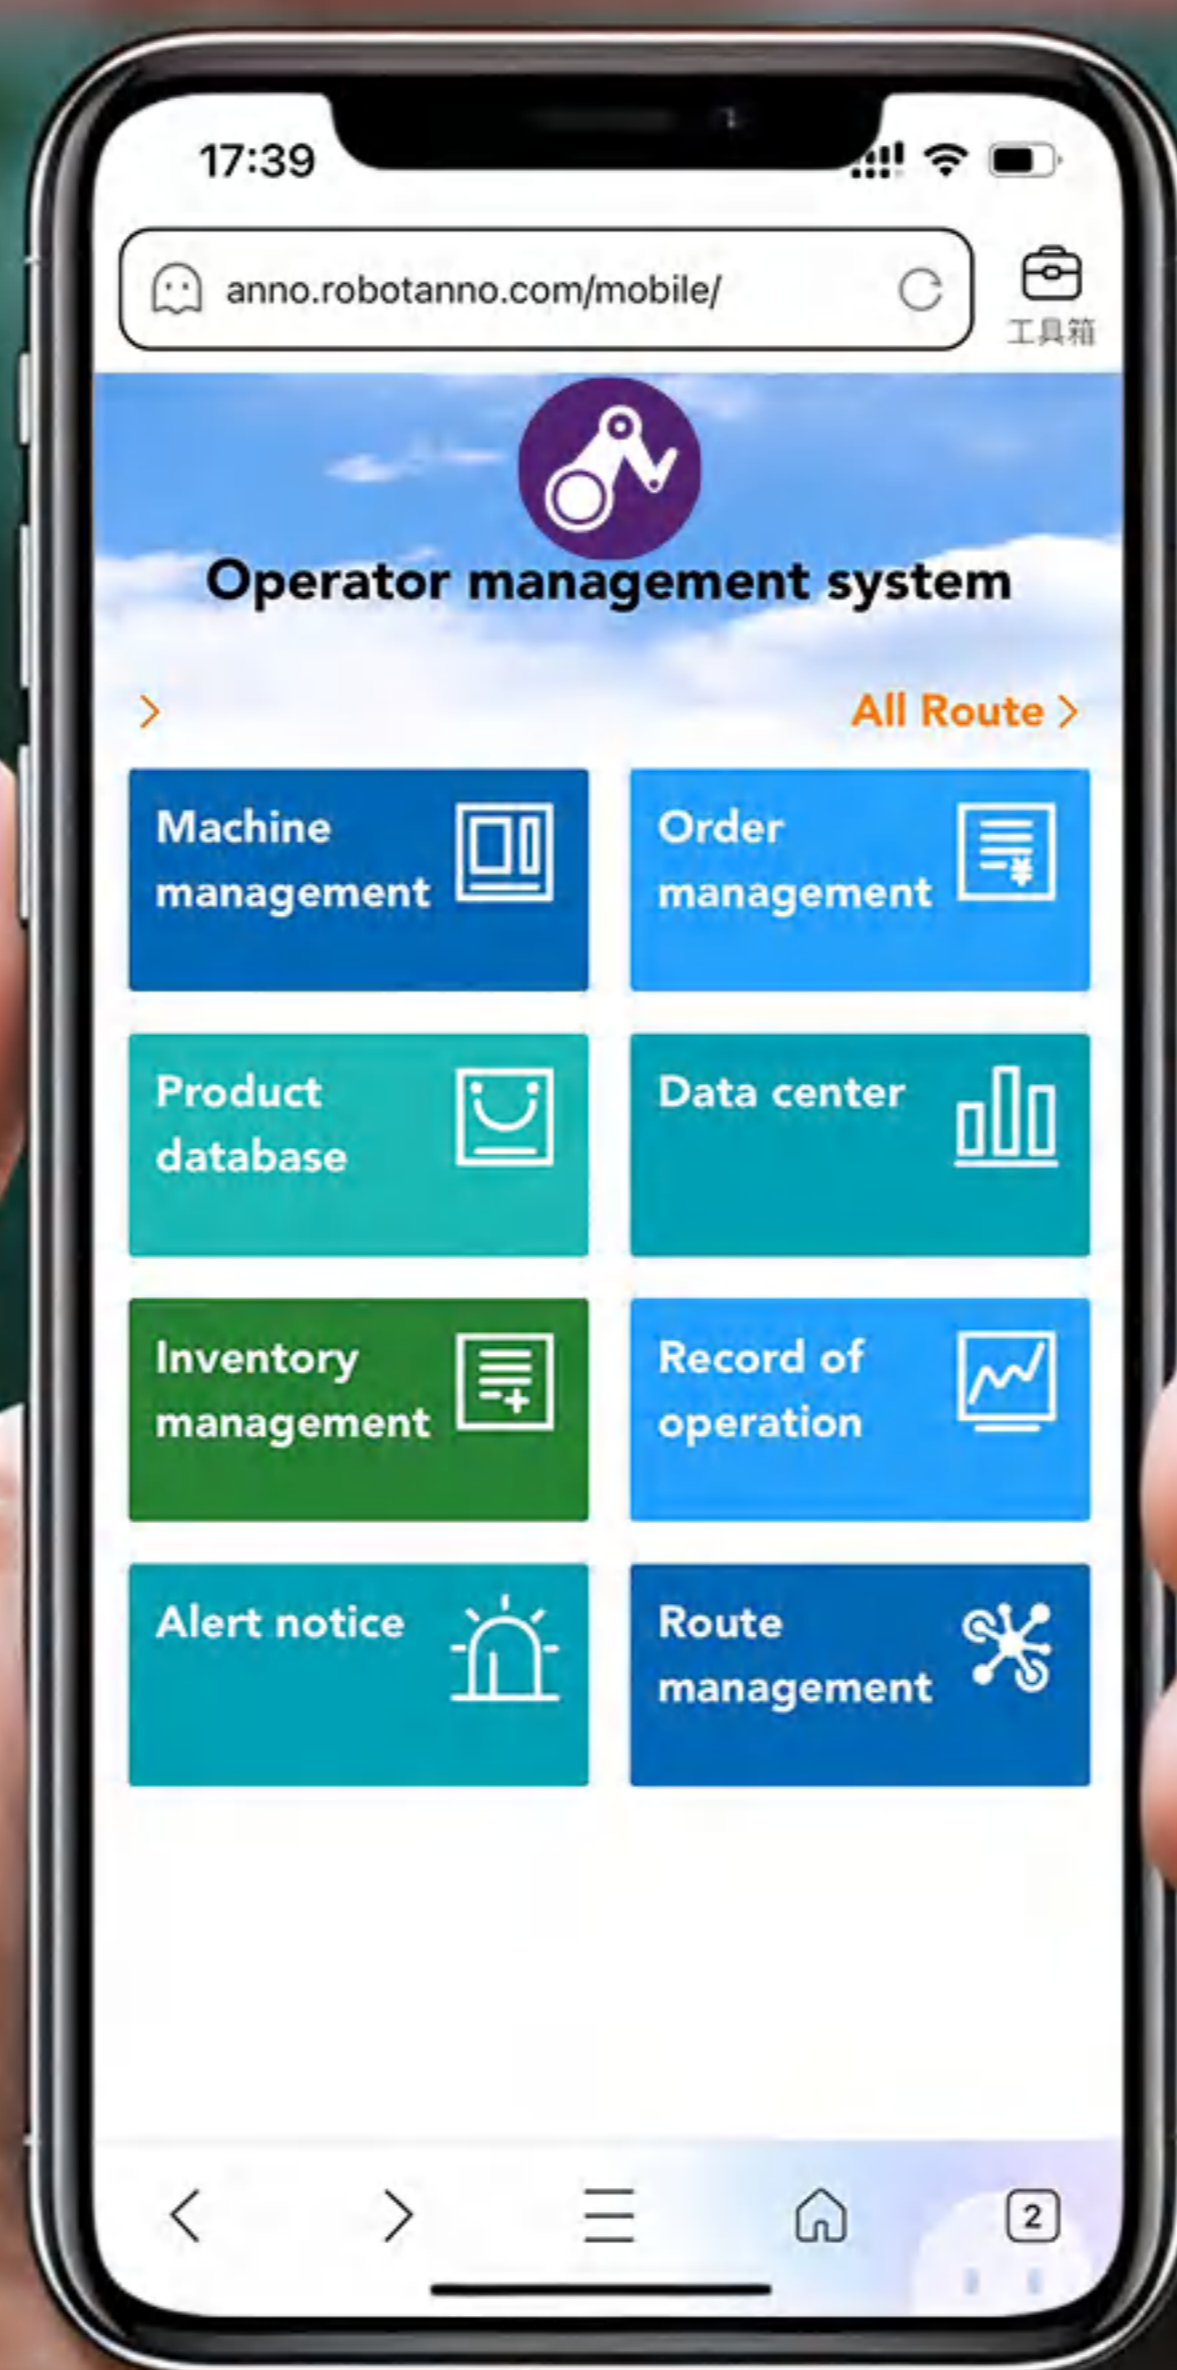 17:39
anno.robotanno.com/mobile/
工具箱
Operator management system
All Route
Machine
management
Order
management
Product
database
Data center
Inventory
management
Record of
operation
Alert notice
Route
management
2